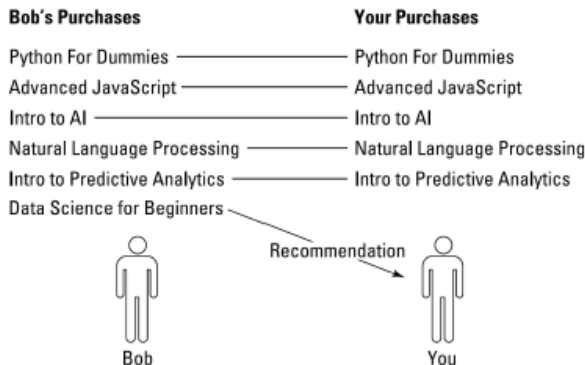 Bob's Purchases Your Purchases
Python For Dummies Python For Dummies
Advanced JavaScript Advanced JavaScript
Intro to AI Intro to AI
Natural Language Processing Natural Language Processing
Intro to Predictive Analytics Intro to Predictive Analytics
Data Science for Beginners
Recommendation
Bob You